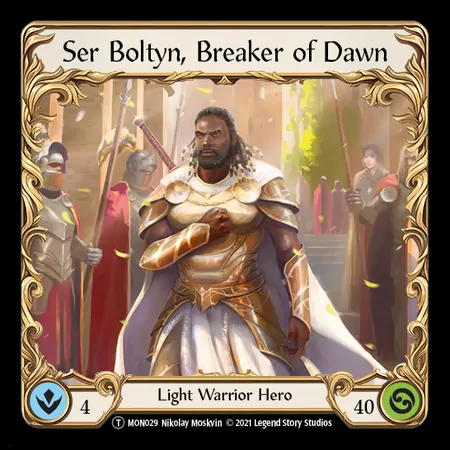 Ser Boltyn, Breaker of Dawn
Light Warrior Hero
4
40
T MON029 Nikolay Moskvin © 2021 Legend Story Studios